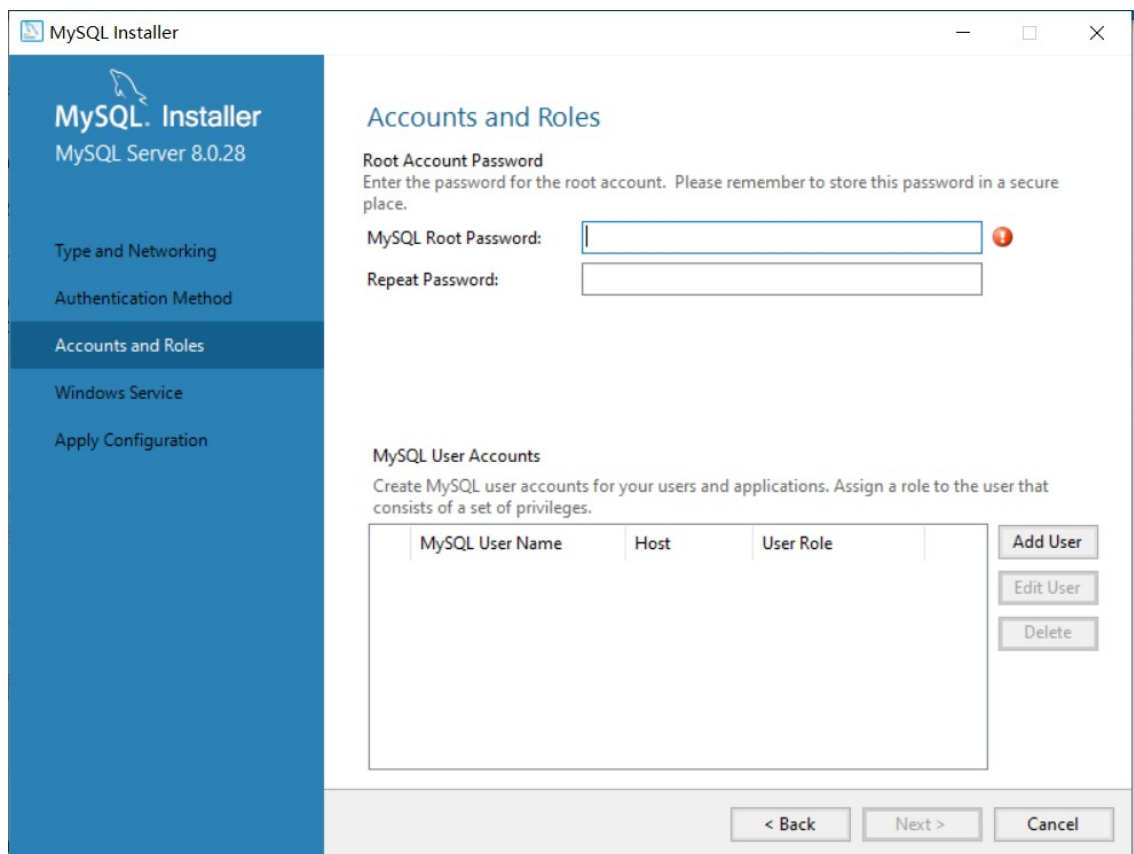 MySQL Installer
MySQL. Installer
MySQL Server 8.0.28
Type and Networking
Authentication Method
Accounts and Roles
Windows Service
Apply Configuration
Accounts and Roles
Root Account Password
Enter the password for the root account.  Please remember to store this password in a secure
place.
MySQL Root Password:
Repeat Password:
MySQL User Accounts
Create MySQL user accounts for your users and applications. Assign a role to the user that
consists of a set of privileges.
MySQL User Name Host User Role
Add User
Edit User
Delete
< Back Next > Cancel